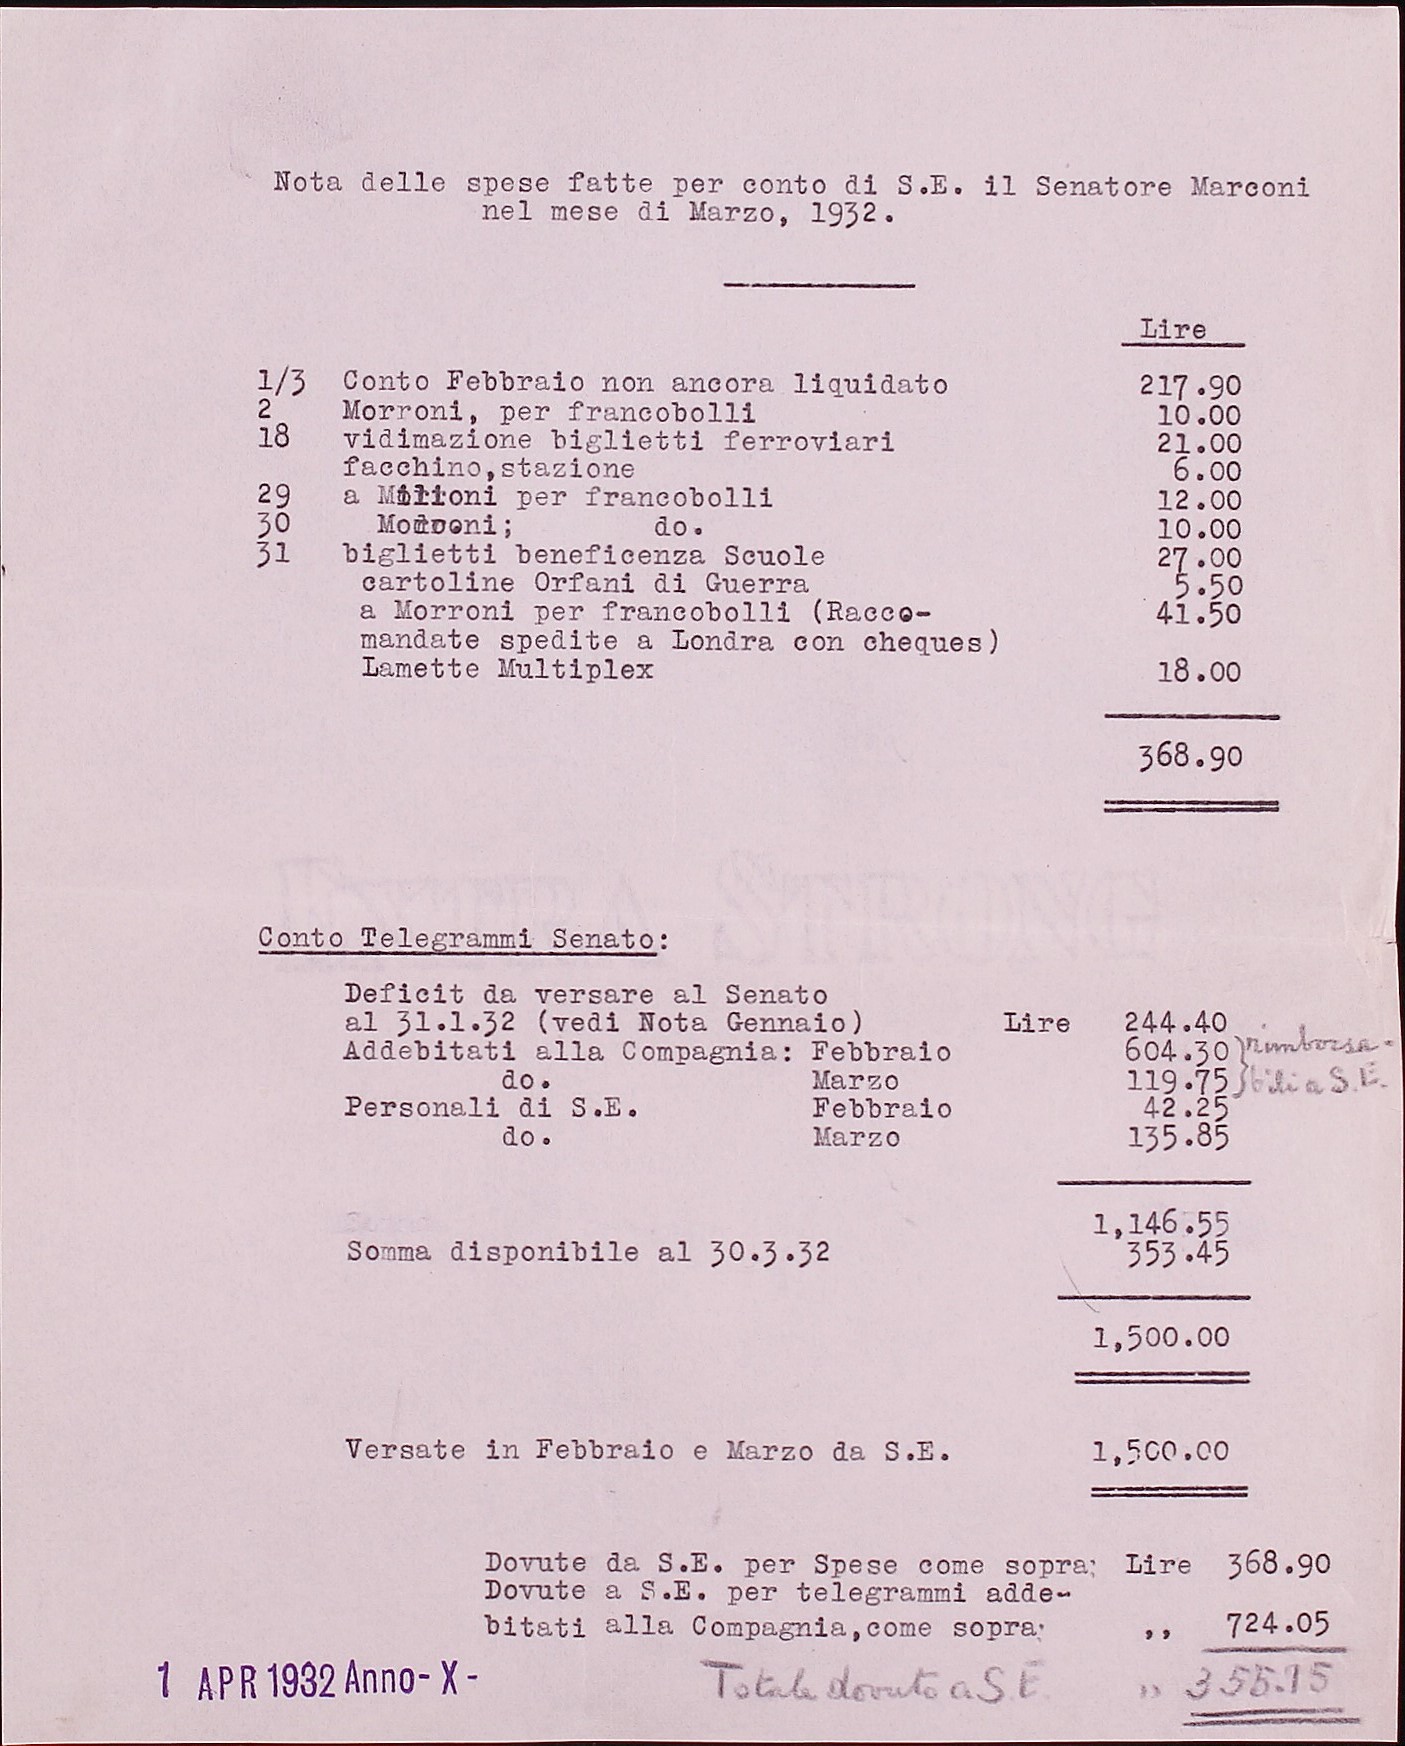 Nota delle spese fatte per conto di S.E. il Senatore Marconi
nel mese di Marzo, 1932.
Lire
1/3 Conto Febbraio non ancora liquidato 217.90
2 Morroni, per francobolli 10.00
18 vidimazione biglietti ferroviari 21.00
facchino,stazione 6.00
29 a per francobolli 12.00
30 do. 10.00
31 biglietti beneficenza Scuole 27.00
cartoline Orfani di Guerra 5.50
a Morroni per francobolli (Racco- 41.50
mandate spedite a Londra con cheques)
Lamette Multiplex 18.00
368.90
Conto Telegrammi Senato:
Deficit da versare al Senato
al 31.1.32 (vedi Nota Gennaio) Lire 244.40
Addebitati alla Compagnia: Febbraio 604.30 } rimborsa-
do. Marzo 119.75 } bili a S.E.
Personali di S.E. Febbraio 42.25
do. Marzo 135.85
1,146.55
Somma disponibile al 30.3.32 353.45
1,500.00
Versate in Febbraio e Marzo da S.E. 1,500.00
Dovute da S.E. per Spese come sopra: Lire 368.90
Dovute a S.E. per telegrammi adde-
bitati alla Compagnia,come sopra: ,, 724.05
1 APR 1932 Anno-X- Totale dovuto a S.E. ,, 355.15